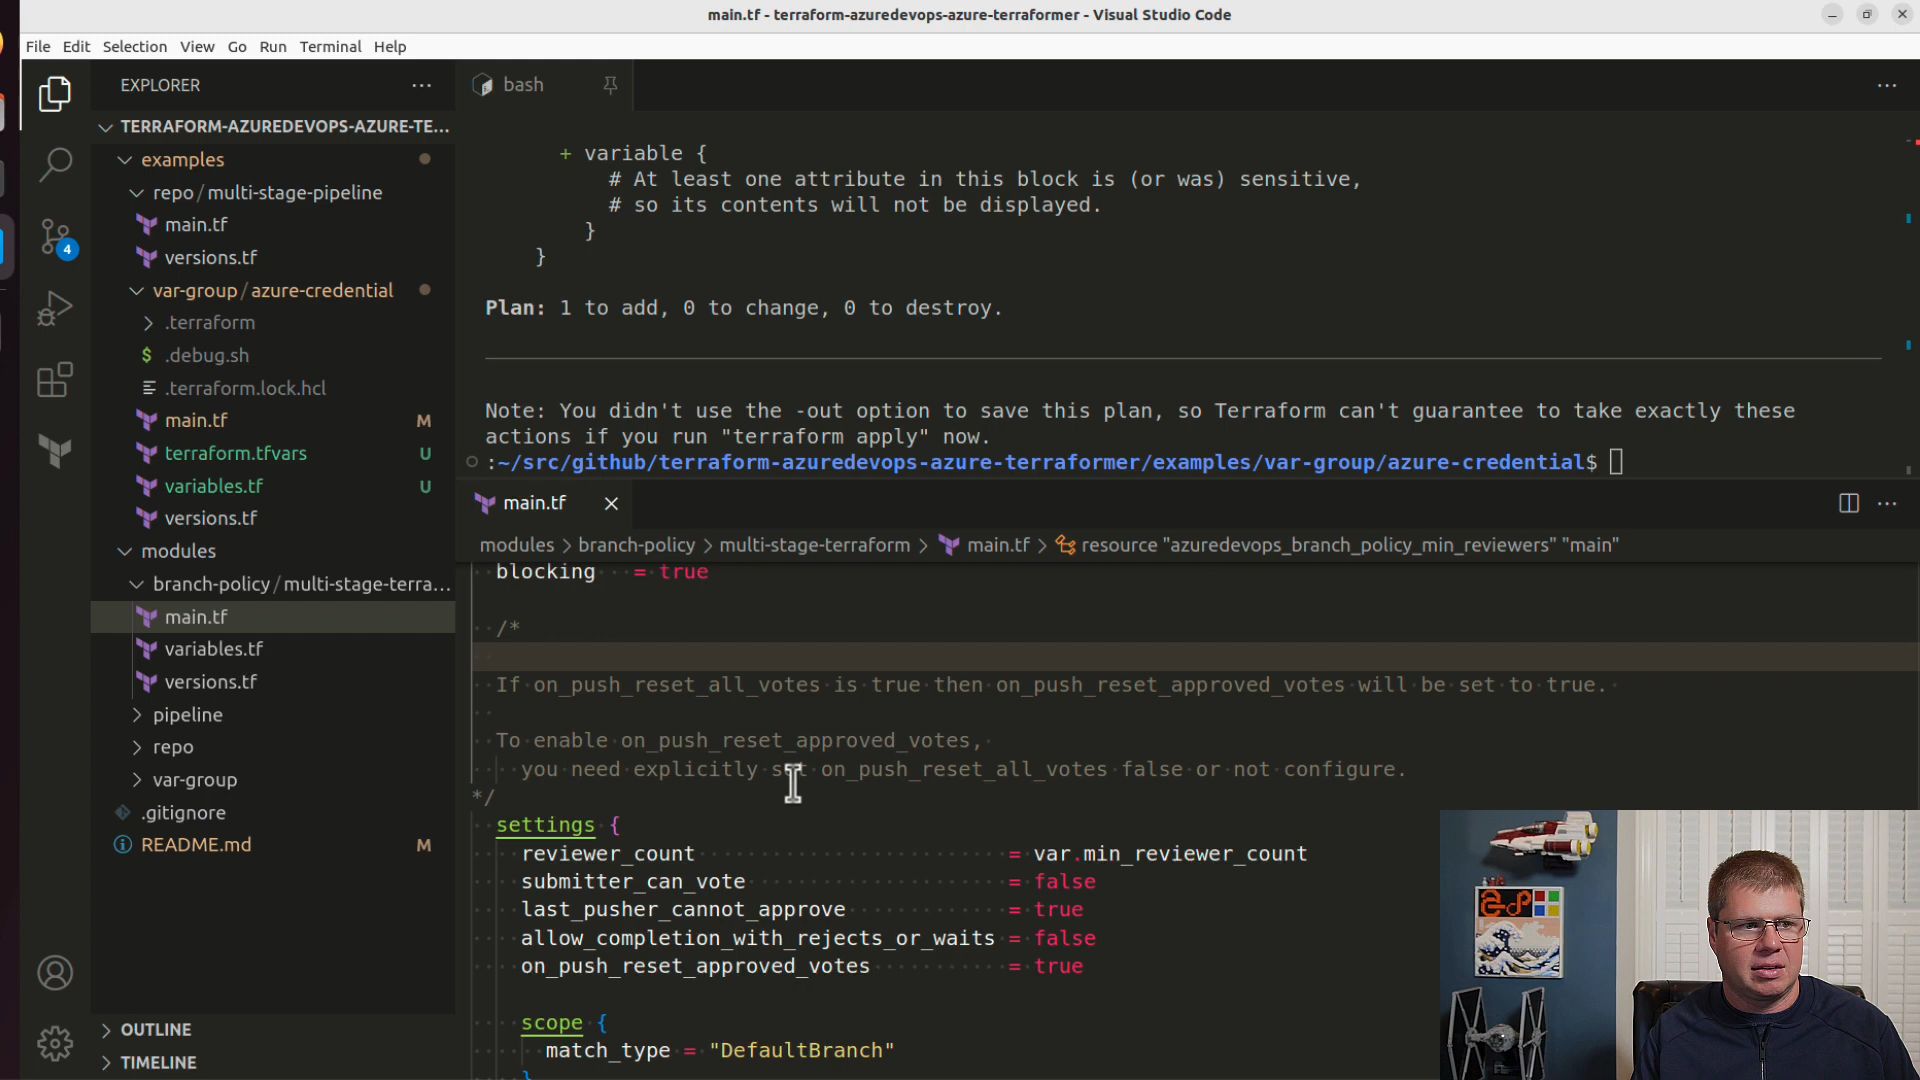 main.tf - terraform-azuredevops-azure-terraformer - Visual Studio Code
File Edit Selection View Go Run Terminal Help
EXPLORER
TERRAFORM-AZUREDEVOPS-AZURE-TE...
examples
repo / multi-stage-pipeline
main.tf
versions.tf
4
var-group / azure-credential
.terraform
$ .debug.sh
.terraform.lock.hcl
main.tf M
terraform.tfvars U
variables.tf U
versions.tf
modules
branch-policy / multi-stage-terra...
main.tf
variables.tf
versions.tf
pipeline
repo
var-group
.gitignore
README.md M
OUTLINE
TIMELINE
bash
+ variable {
# At least one attribute in this block is (or was) sensitive,
# so its contents will not be displayed.
}
}
Plan: 1 to add, 0 to change, 0 to destroy.
Note: You didn't use the -out option to save this plan, so Terraform can't guarantee to take exactly these
actions if you run "terraform apply" now.
:~/src/github/terraform-azuredevops-azure-terraformer/examples/var-group/azure-credential$
main.tf
modules > branch-policy > multi-stage-terraform > main.tf > resource "azuredevops_branch_policy_min_reviewers" "main"
blocking = true
/*
If on_push_reset_all_votes is true then on_push_reset_approved_votes will be set to true.
To enable on_push_reset_approved_votes,
you need explicitly set on_push_reset_all_votes false or not configure.
*/
settings {
reviewer_count = var.min_reviewer_count
submitter_can_vote = false
last_pusher_cannot_approve = true
allow_completion_with_rejects_or_waits = false
on_push_reset_approved_votes = true
scope {
match_type = "DefaultBranch"
}